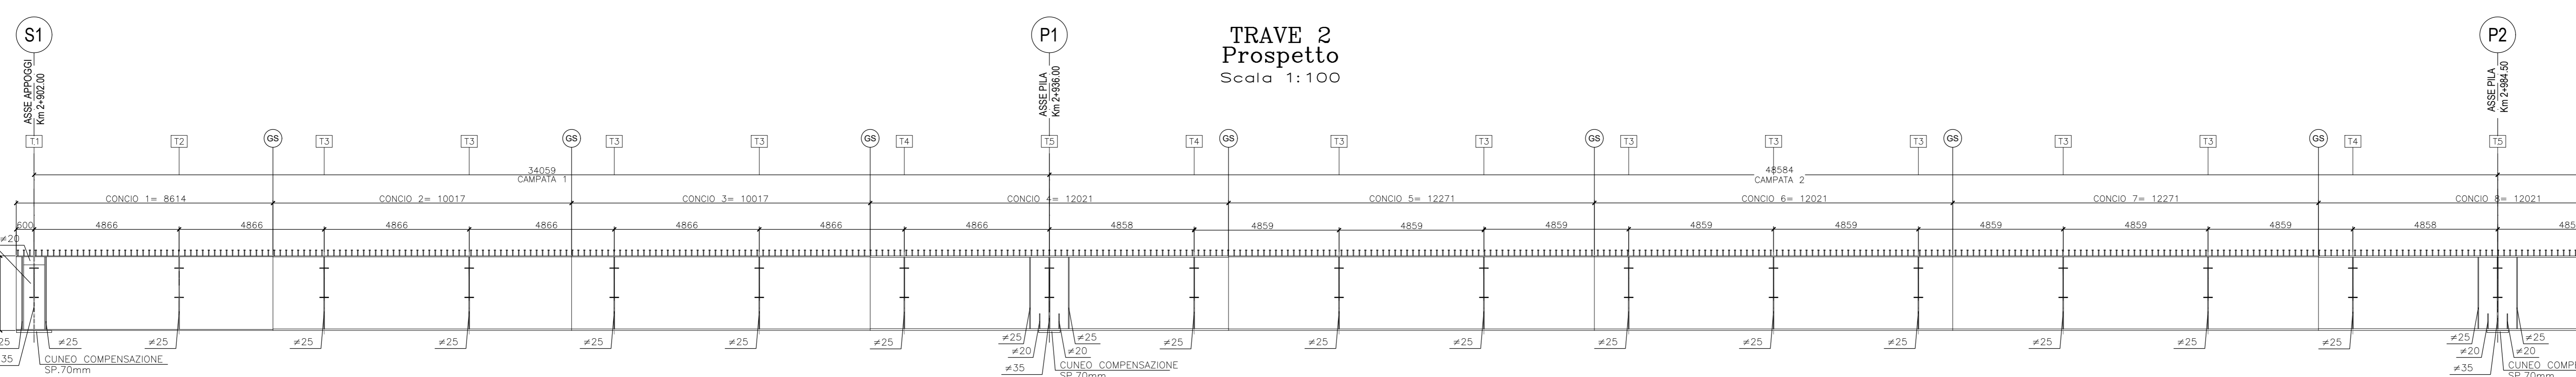 S1
P1
P2
TRAVE 2
Prospetto
Scala 1:100
ASSE APPOGGI
Km 2+902.00
ASSE PILA
Km 2+936.00
ASSE PILA
Km 2+984.50
T1 T2 GS T3 T3 GS T3 T3 GS T4 T5 T4 GS T3 T3 GS T3 T3 T3 GS T3 T3 GS T4 T5
34059
CAMPATA 1
48584
CAMPATA 2
CONCIO 1= 8614 CONCIO 2= 10017 CONCIO 3= 10017 CONCIO 4= 12021 CONCIO 5= 12271 CONCIO 6= 12021 CONCIO 7= 12271 CONCIO 8= 12021
600 4866 4866 4866 4866 4866 4866 4866 4858 4859 4859 4859 4859 4859 4859 4859 4859 4858
≠20
≠25 ≠25 ≠25 ≠25 ≠25 ≠25 ≠25 ≠25 ≠25 ≠25 ≠25 ≠25 ≠25 ≠25 ≠25 ≠25 ≠25 ≠25 ≠25
≠20 ≠20 ≠20 ≠20
35 CUNEO COMPENSAZIONE
SP.70mm
≠35 CUNEO COMPENSAZIONE
SP.70mm
≠35 CUNEO
SP.70mm